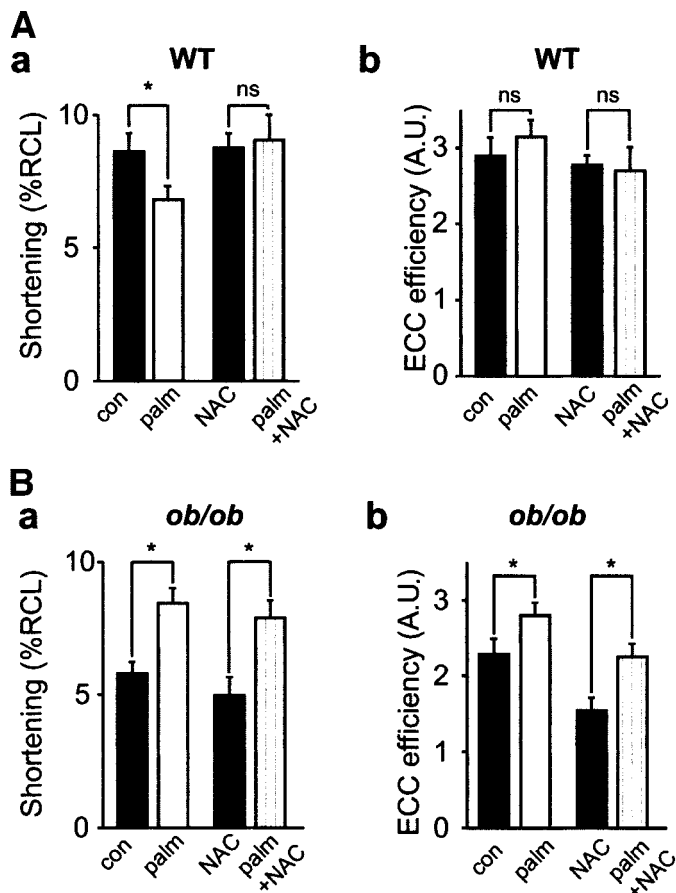 A
a
WT
b
WT
*
ns
ns
ns
Shortening (%RCL)
10
5
0
ECC efficiency (A.U.)
3
2
1
0
con
palm
NAC
palm
+NAC
con
palm
NAC
palm
+NAC
B
a
ob/ob
b
ob/ob
*
*
*
*
Shortening (%RCL)
10
5
0
ECC efficiency (A.U.)
3
2
1
0
con
palm
NAC
palm
+NAC
con
palm
NAC
palm
+NAC